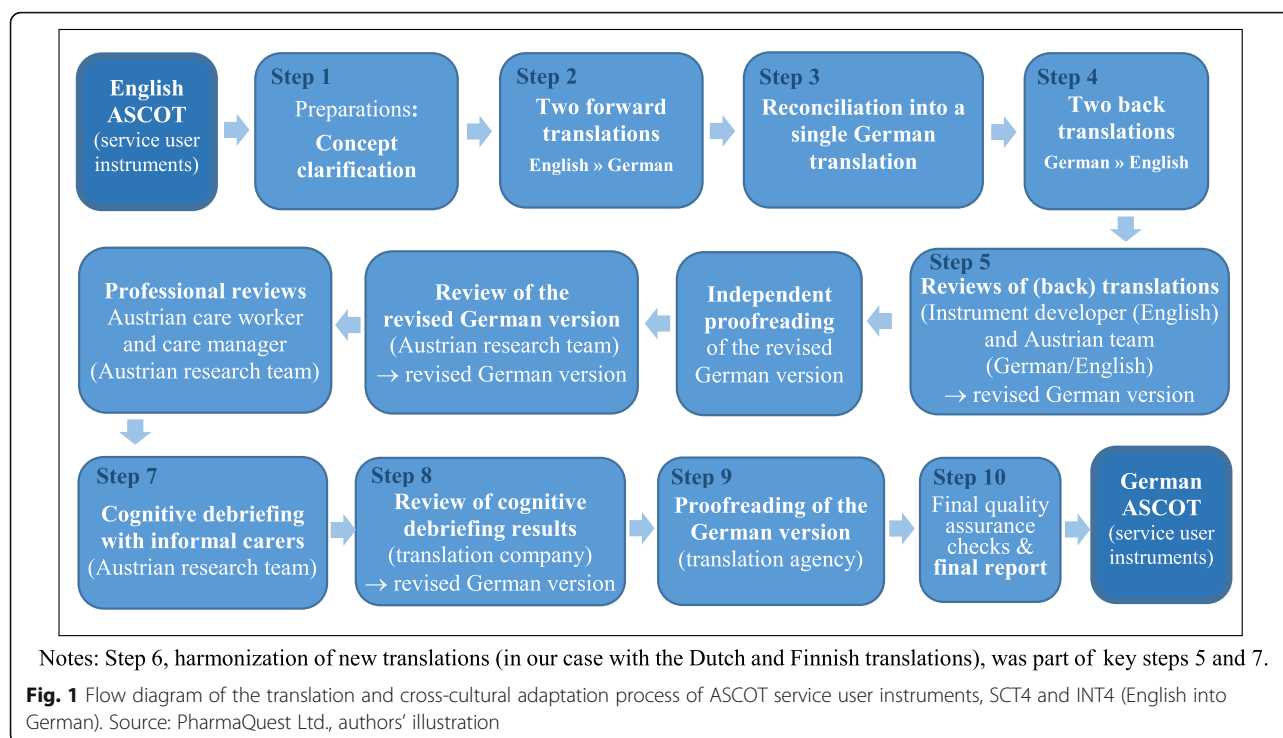 English
ASCOT
(service user
instruments)
Step 1
Preparations:
Concept
clarification
Step 2
Two forward
translations
English » German
Step 3
Reconciliation into a
single German
translation
Step 4
Two back
translations
German » English
Step 5
Reviews of (back) translations
(Instrument developer (English)
and Austrian team
(German/English)
→ revised German version
Independent
proofreading
of the revised
German version
Review of the
revised German version
(Austrian research team)
→ revised German version
Professional reviews
Austrian care worker
and care manager
(Austrian research team)
Step 7
Cognitive debriefing
with informal carers
(Austrian research team)
Step 8
Review of cognitive
debriefing results
(translation company)
→ revised German version
Step 9
Proofreading of the
German version
(translation agency)
Step 10
Final quality
assurance
checks &
final report
German
ASCOT
(service user
instruments)
Notes: Step 6, harmonization of new translations (in our case with the Dutch and Finnish translations), was part of key steps 5 and 7.
Fig. 1 Flow diagram of the translation and cross-cultural adaptation process of ASCOT service user instruments, SCT4 and INT4 (English into
German). Source: PharmaQuest Ltd., authors' illustration